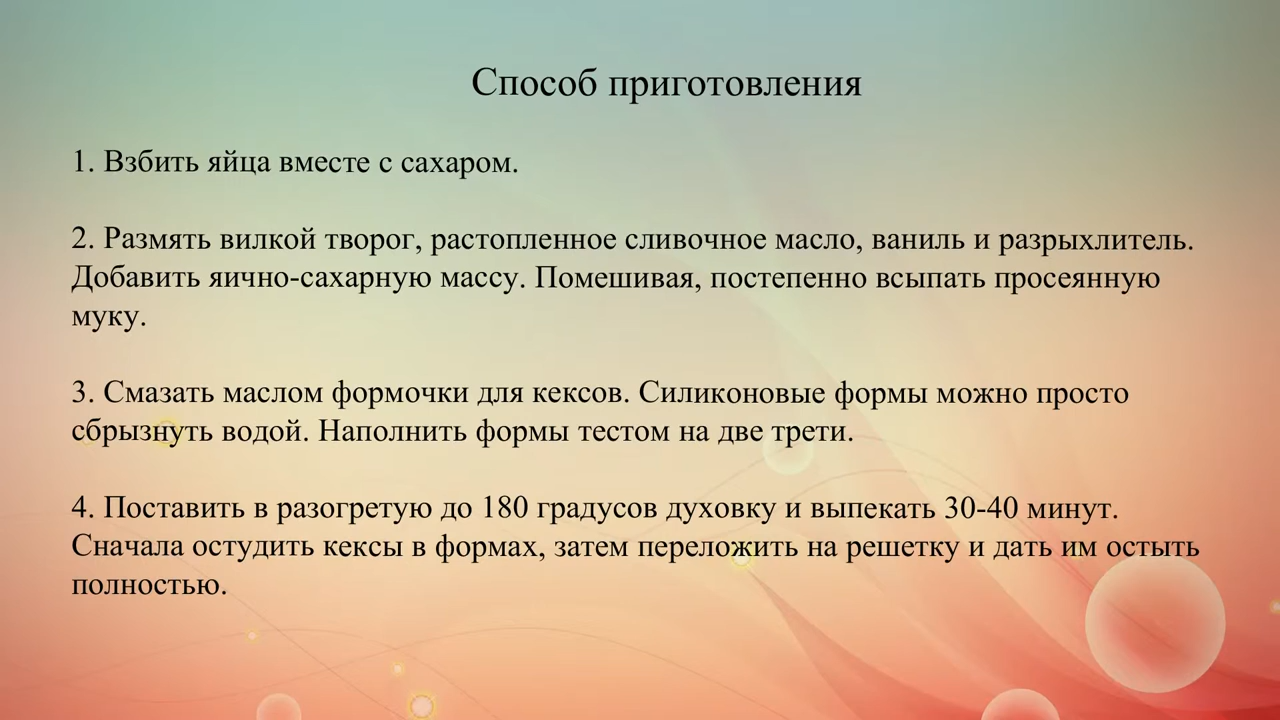 Способ приготовления
1. Взбить яйца вместе с сахаром.
2. Размять вилкой творог, растопленное сливочное масло, ваниль и разрыхлитель.
Добавить яично-сахарную массу. Помешивая, постепенно всыпать просеянную
муку.
3. Смазать маслом формочки для кексов. Силиконовые формы можно просто
сбрызнуть водой. Наполнить формы тестом на две трети.
4. Поставить в разогретую до 180 градусов духовку и выпекать 30-40 минут.
Сначала остудить кексы в формах, затем переложить на решетку и дать им остыть
полностью.